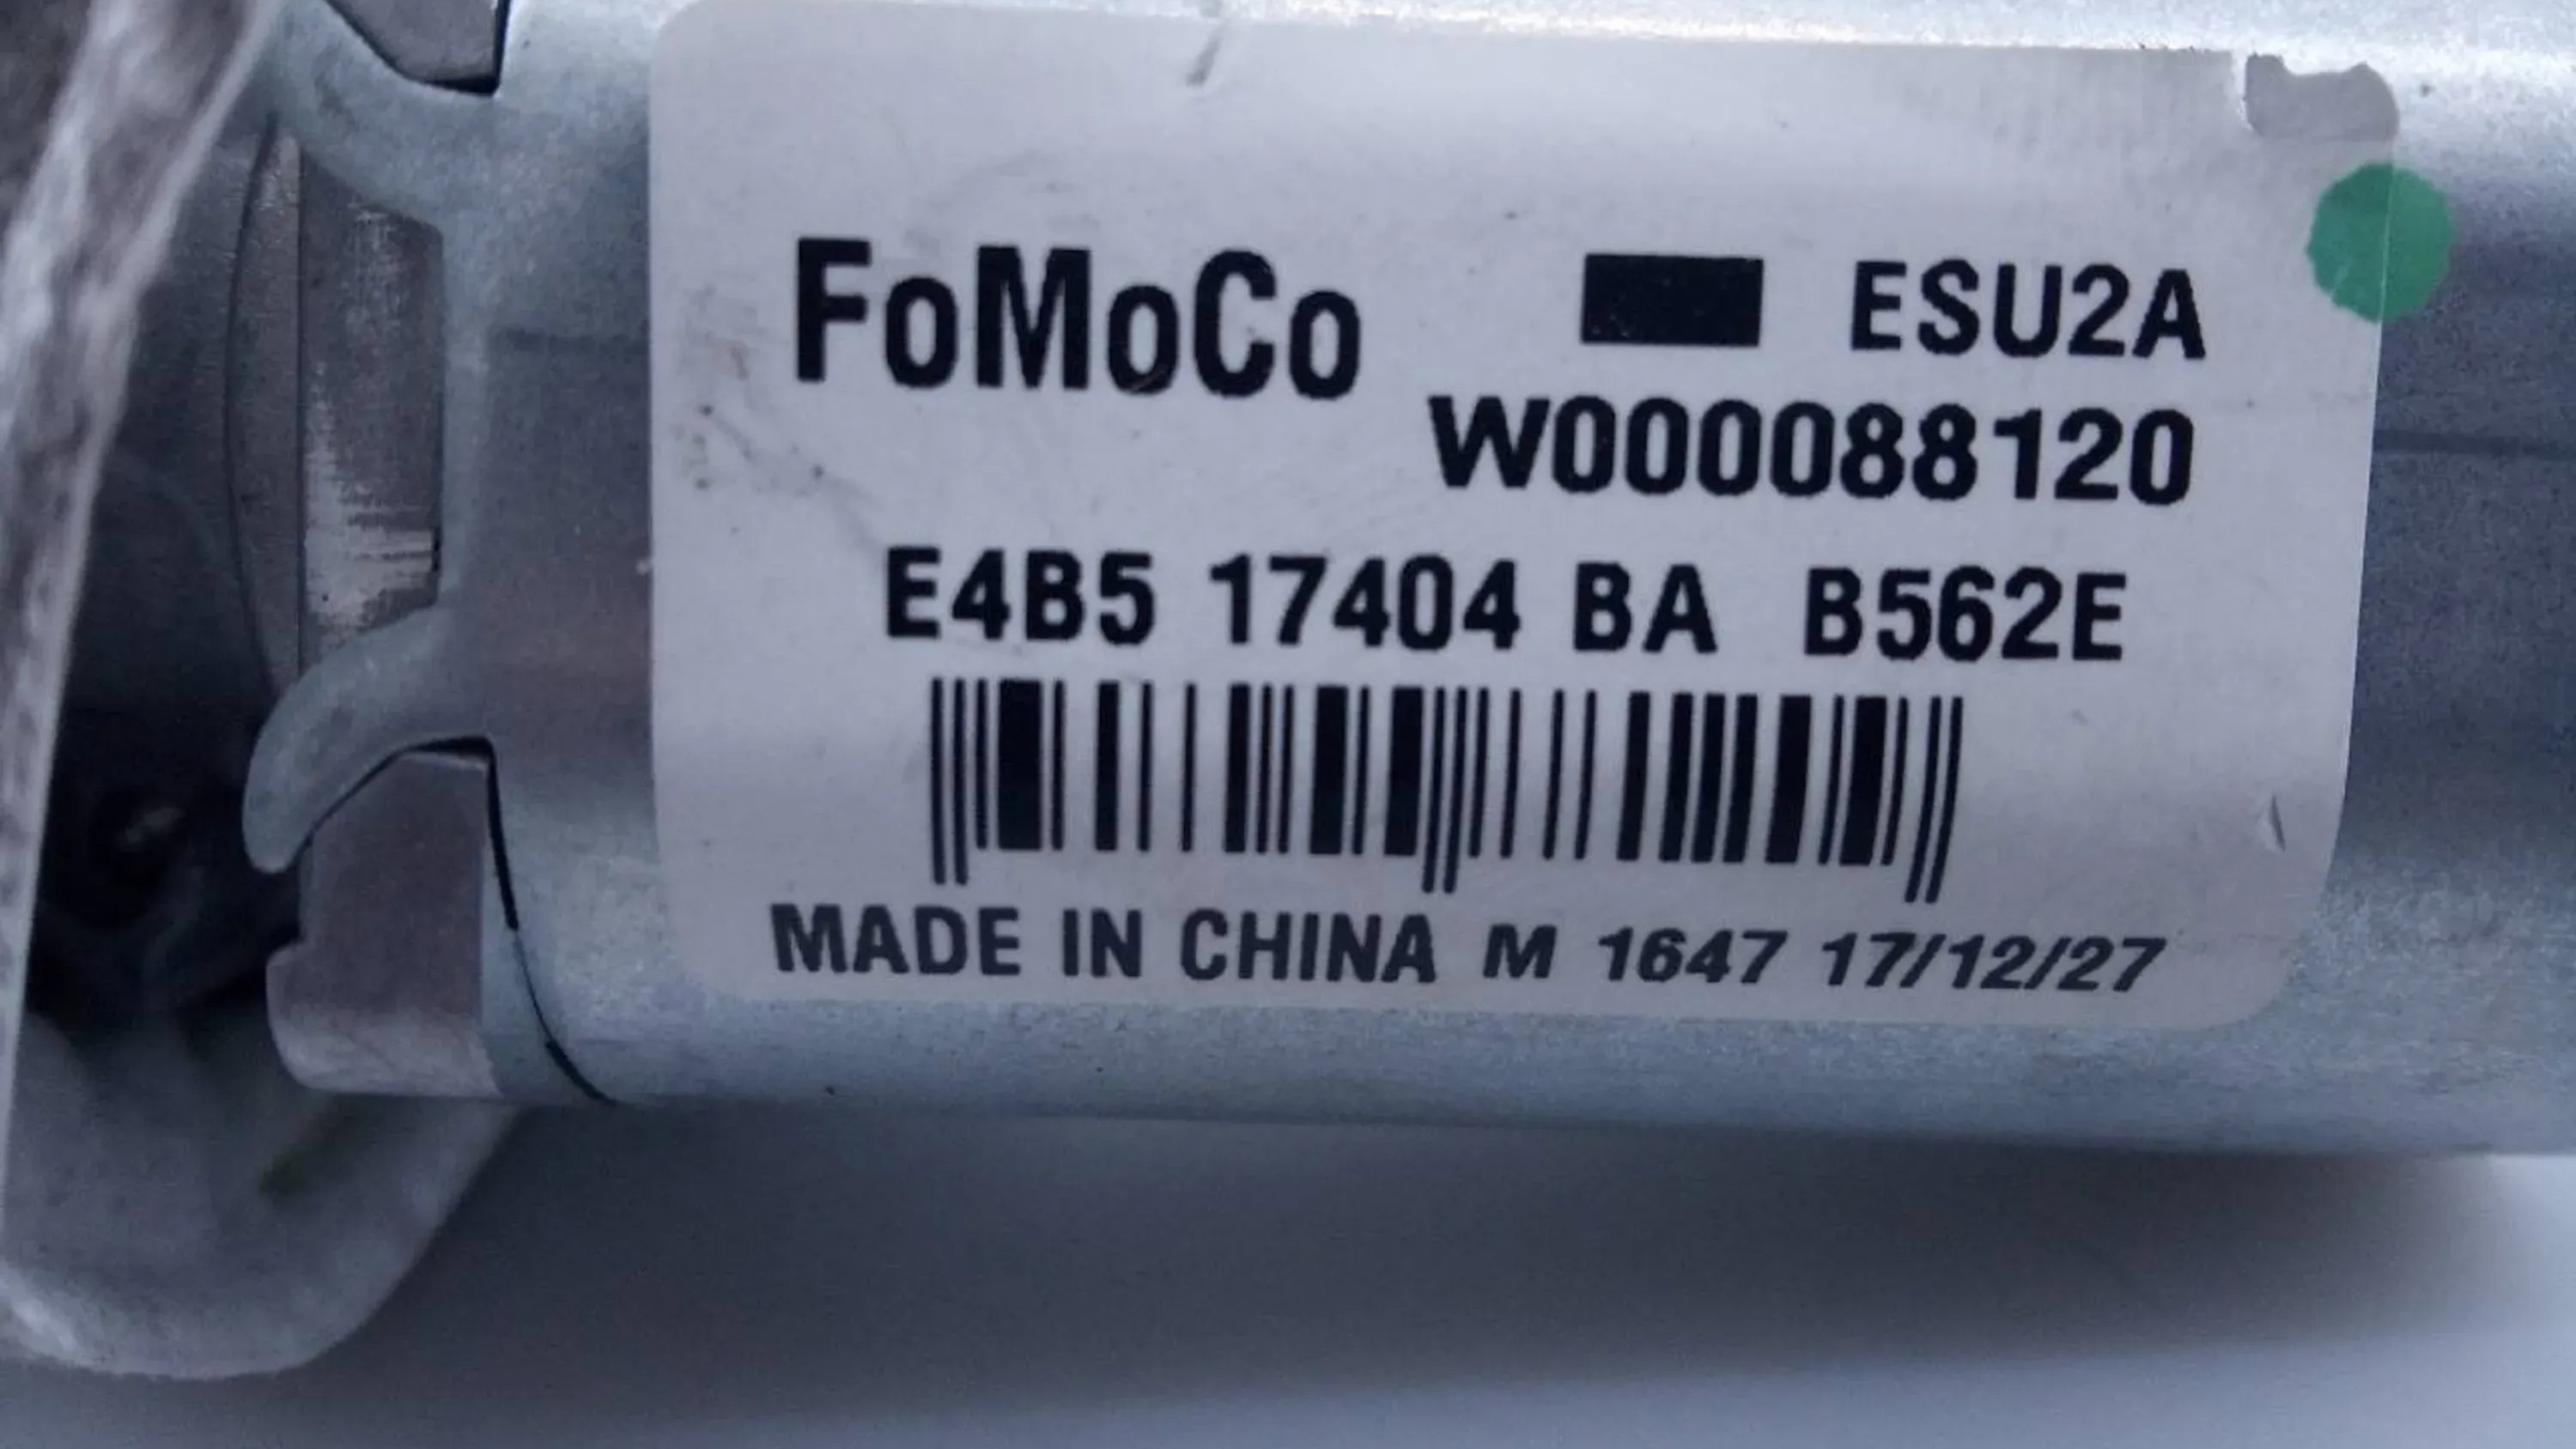 FoMoCo ESU2A
W000088120
E4B5 17404 BA B562E
MADE IN CHINA M 1647 17/12/27